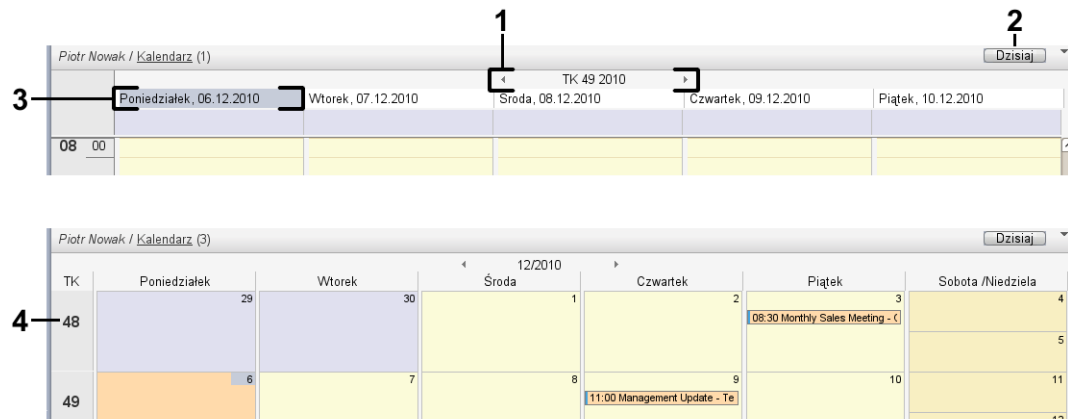 1
2
Piotr Nowak / Kalendarz (1)
Dzisiaj
TK 49 2010
3
Poniedziałek, 06.12.2010 Wtorek, 07.12.2010 Środa, 08.12.2010 Czwartek, 09.12.2010 Piątek, 10.12.2010
08 00
Piotr Nowak / Kalendarz (3)
Dzisiaj
12/2010
TK Poniedziałek Wtorek Środa Czwartek Piątek Sobota /Niedziela
29 30 1 2 3 4
4
48
08:30 Monthly Sales Meeting - (
5
6 7 8 9 10 11
49
11:00 Management Update - Te
12